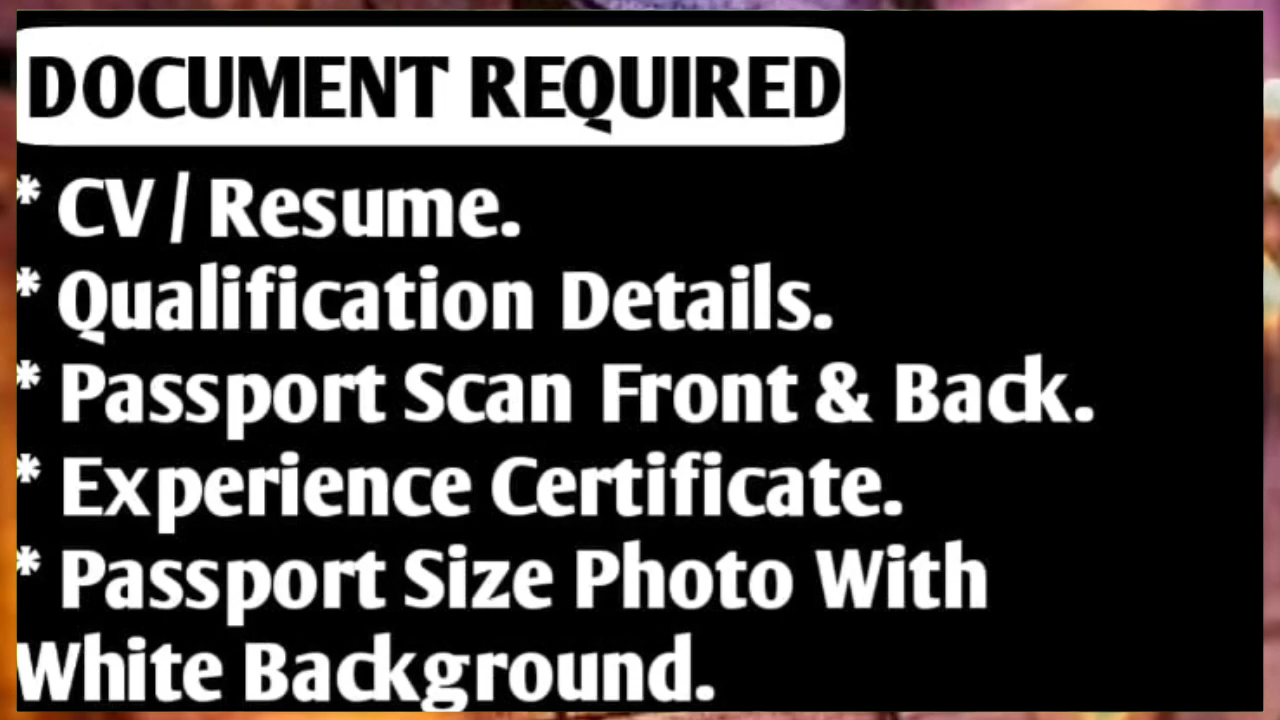 DOCUMENT REQUIRED
* CV / Resume.
* Qualification Details.
* Passport Scan Front & Back.
* Experience Certificate.
* Passport Size Photo With
White Background.